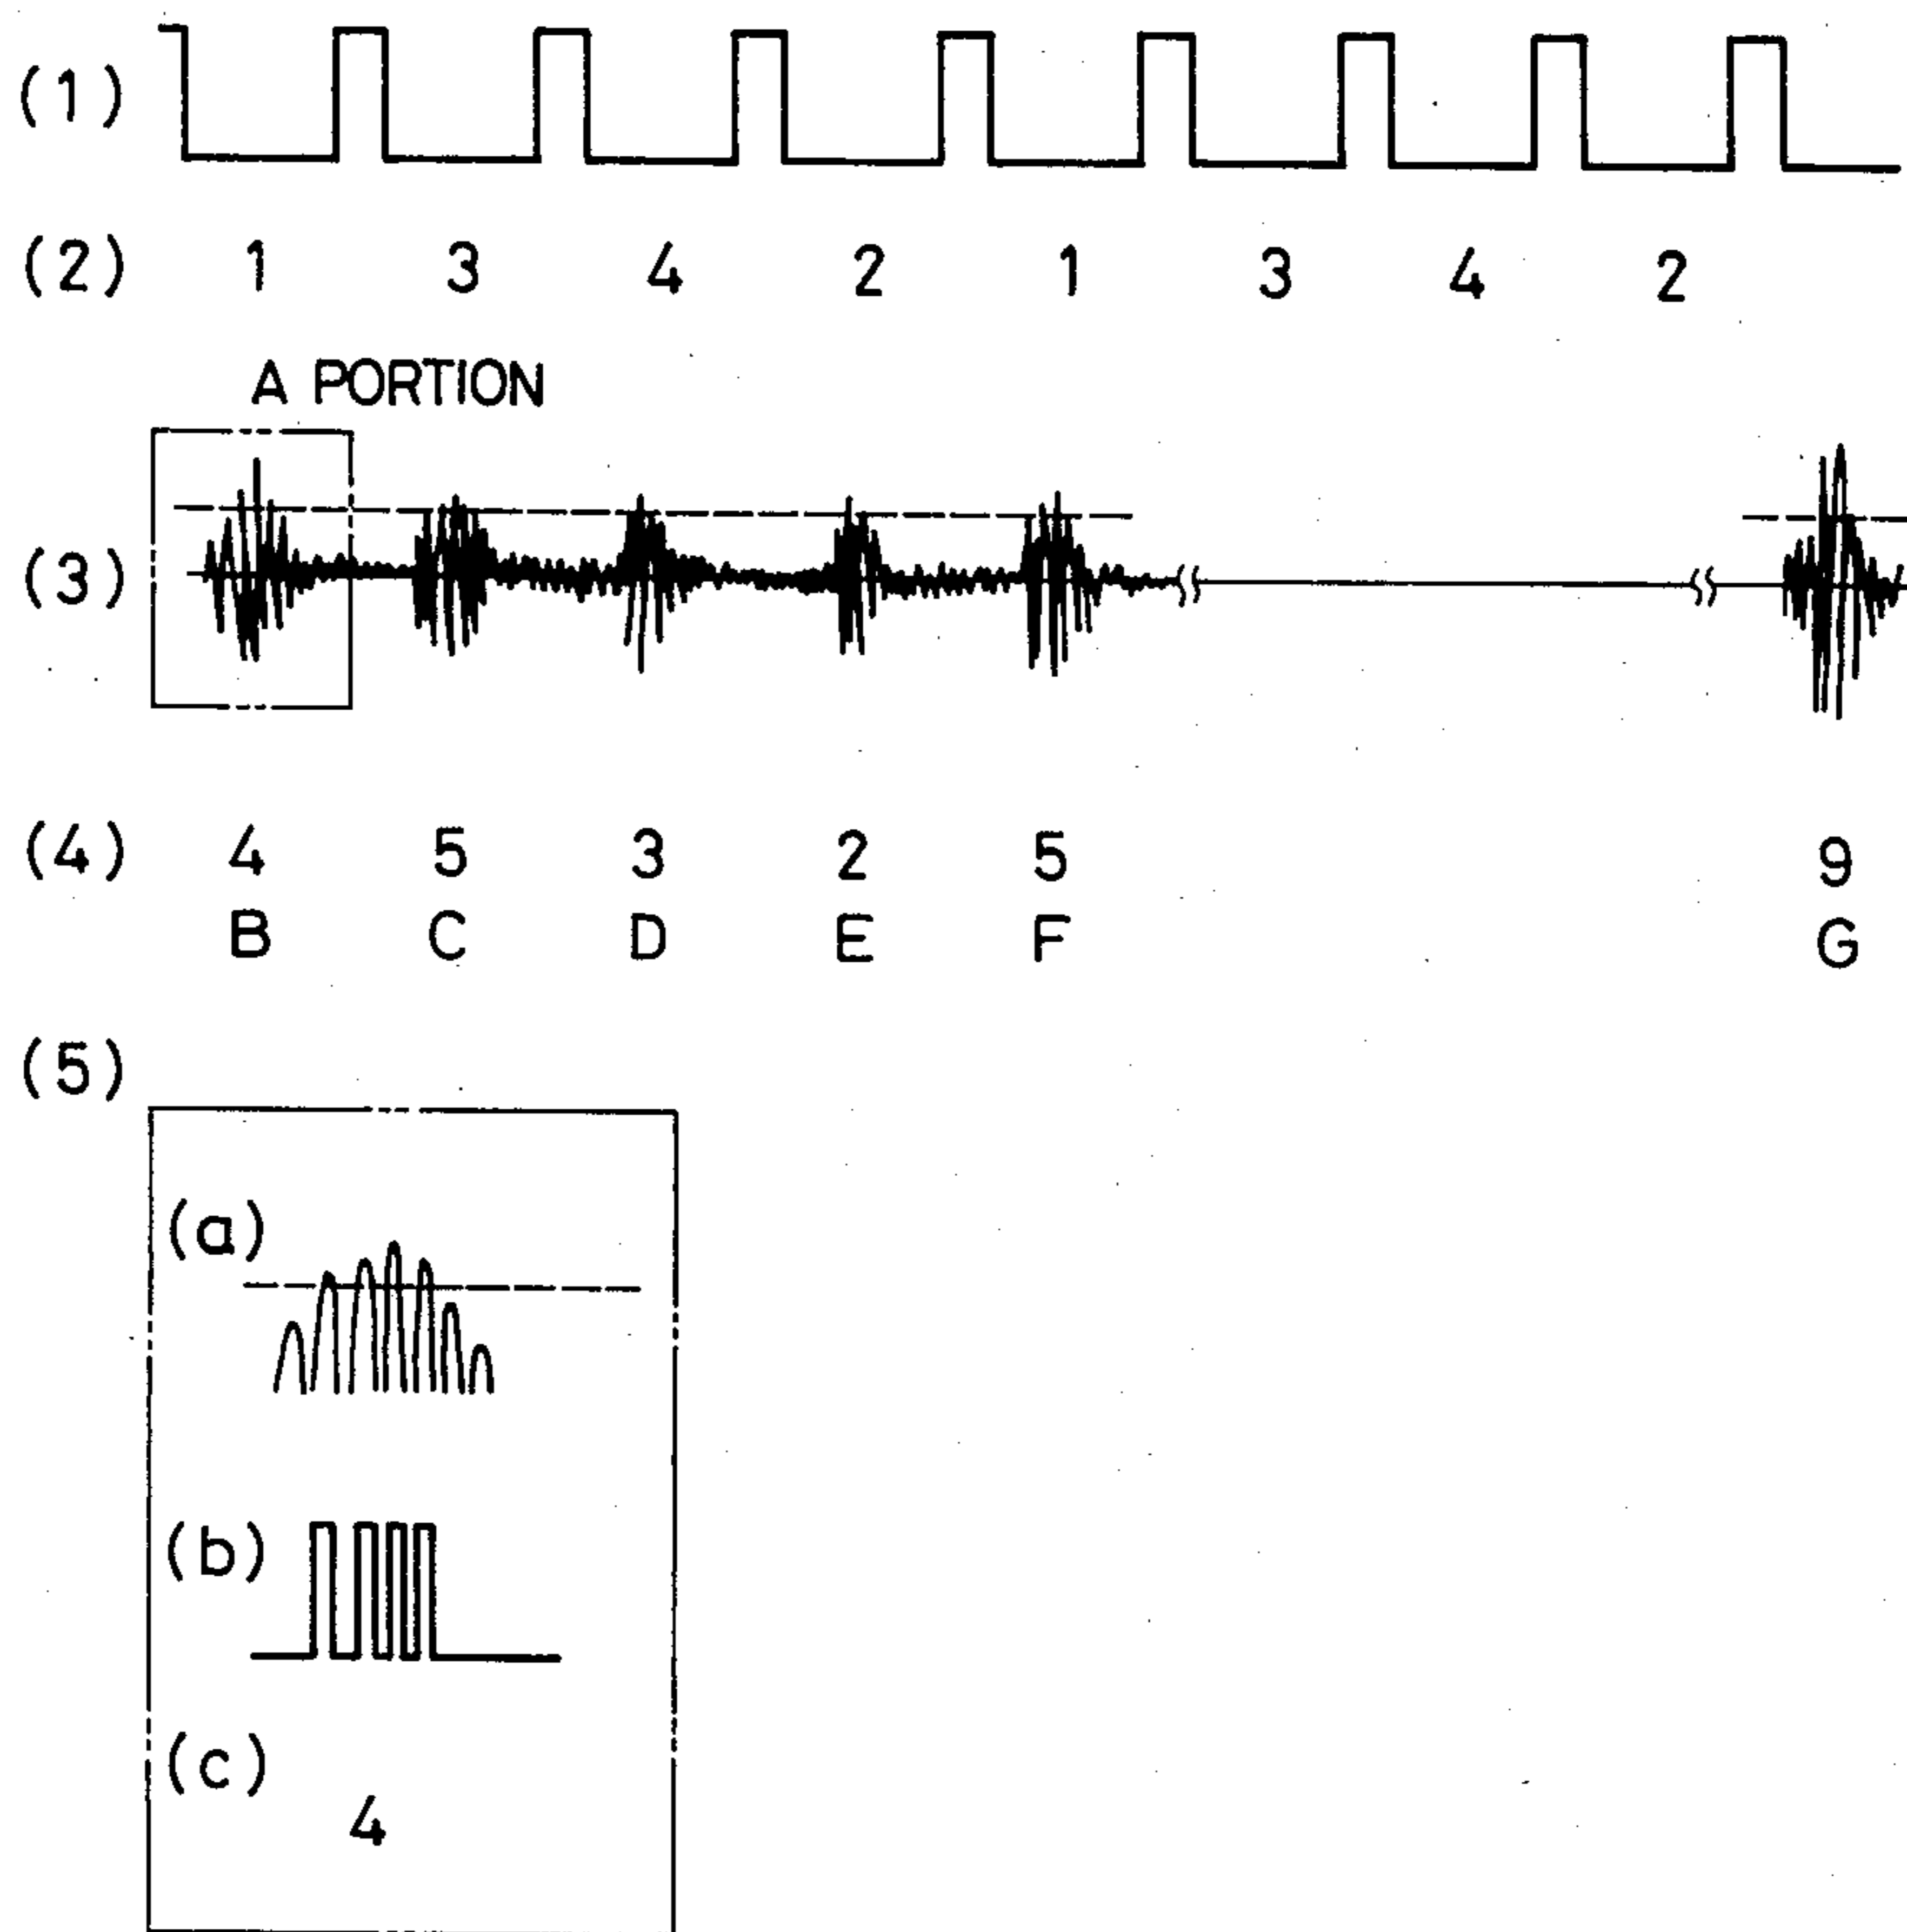 (1)
(2) 1 3 4 2 1 3 4 2
A PORTION
(3)
(4) 4 5 3 2 5 9
B C D E F G
(5)
(a)
(b)
(c)
4